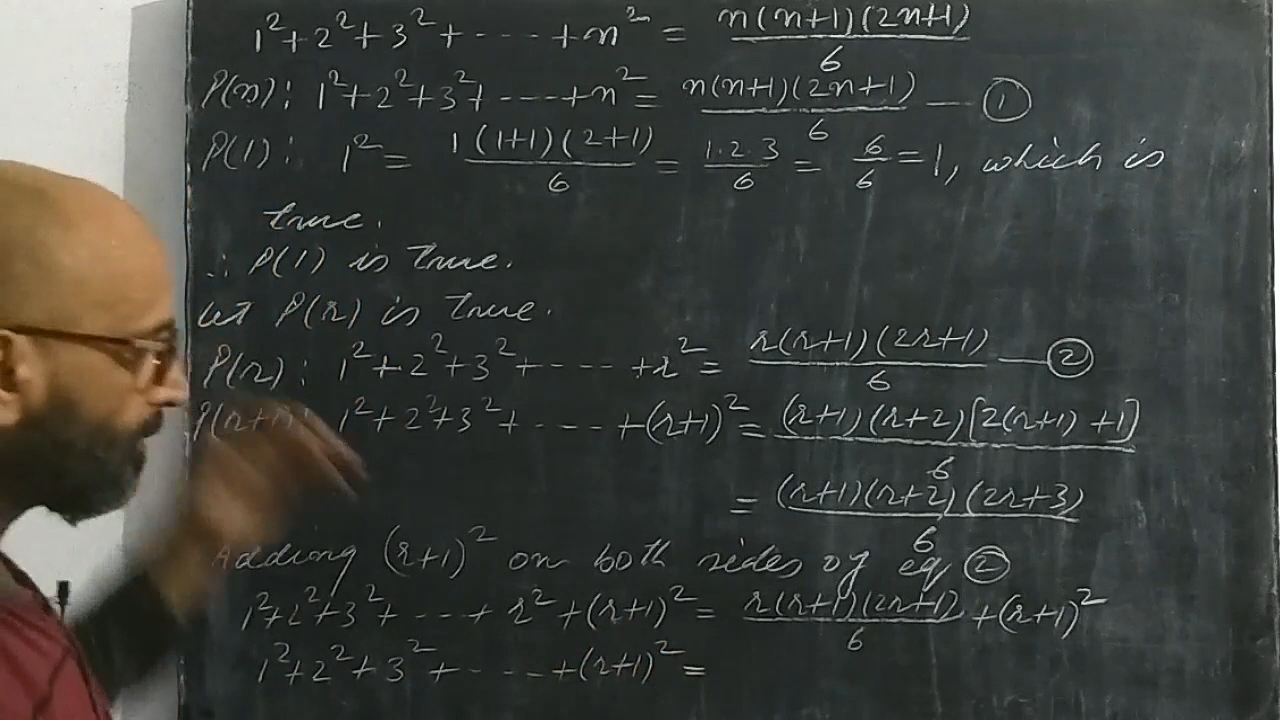 1²+2²+3²+-----+n² = n(n+1)(2n+1)/6
P(n): 1²+2²+3²+-----+n² = n(n+1)(2n+1)/6 — ①
P(1): 1² = 1(1+1)(2+1)/6 = 1·2·3/6 = 6/6 = 1, which is
true.
∴ P(1) is true.
Let P(r) is true.
P(r): 1²+2²+3²+-----+r² = r(r+1)(2r+1)/6 — ②
P(r+1): 1²+2²+3²+-----+(r+1)² = (r+1)(r+2)[2(r+1)+1]/6
= (r+1)(r+2)(2r+3)/6
Adding (r+1)² on both sides of eq ②
1²+2²+3²+-----+r²+(r+1)² = r(r+1)(2r+1)/6 + (r+1)²
1²+2²+3²+-----+(r+1)² =